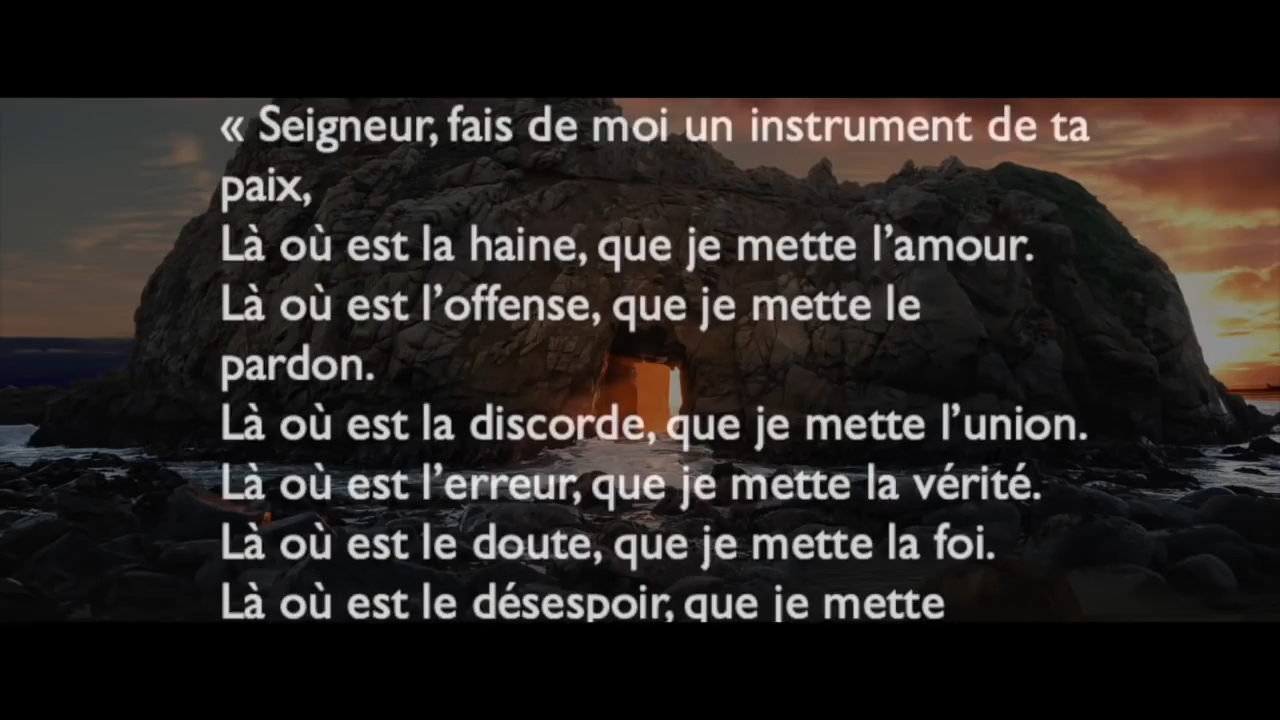 « Seigneur, fais de moi un instrument de ta
paix,
Là où est la haine, que je mette l’amour.
Là où est l’offense, que je mette le
pardon.
Là où est la discorde, que je mette l’union.
Là où est l’erreur, que je mette la vérité.
Là où est le doute, que je mette la foi.
Là où est le désespoir, que je mette